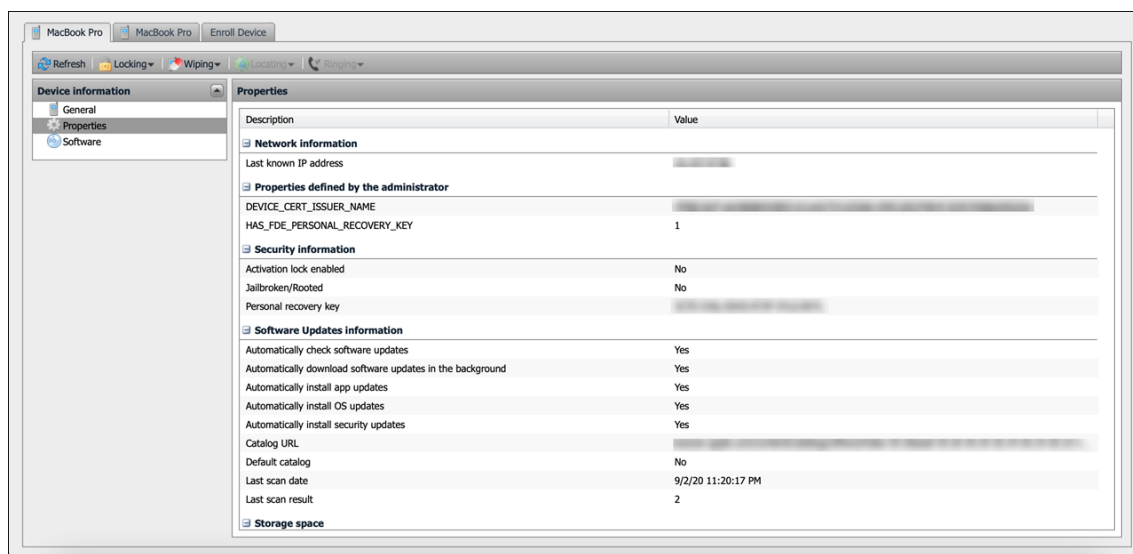 MacBook Pro MacBook Pro Enroll Device
Refresh Locking Wiping Locating Ringing
Device information
General
Properties
Software
Properties
Description Value
Network information
Last known IP address
Properties defined by the administrator
DEVICE_CERT_ISSUER_NAME
HAS_FDE_PERSONAL_RECOVERY_KEY 1
Security information
Activation lock enabled No
Jailbroken/Rooted No
Personal recovery key
Software Updates information
Automatically check software updates Yes
Automatically download software updates in the background Yes
Automatically install app updates Yes
Automatically install OS updates Yes
Automatically install security updates Yes
Catalog URL
Default catalog No
Last scan date 9/2/20 11:20:17 PM
Last scan result 2
Storage space